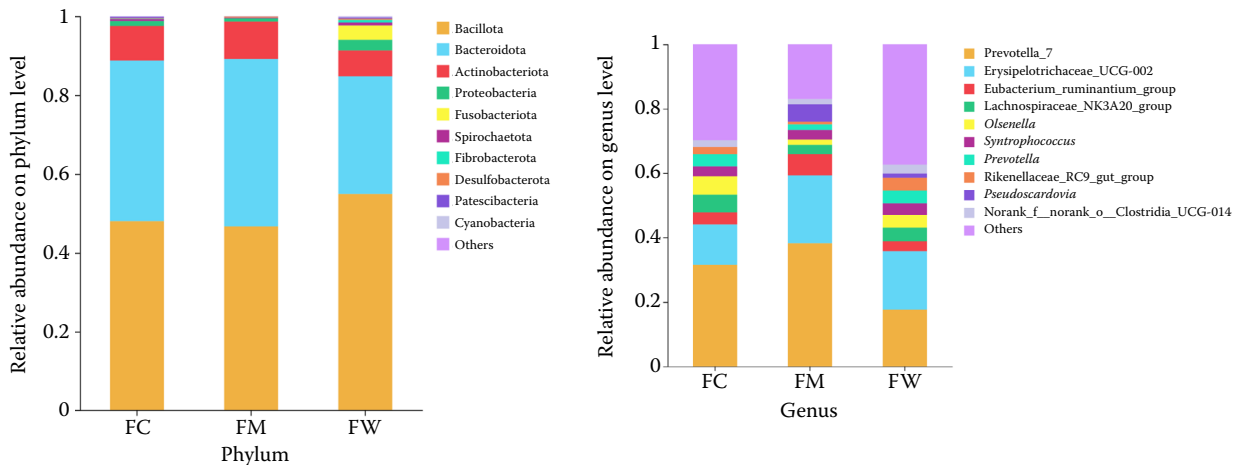 Relative abundance on phylum level
1
0.8
0.6
0.4
0.2
0
FC
FM
FW
Phylum
Bacillota
Bacteroidota
Actinobacteriota
Proteobacteria
Fusobacteriota
Spirochaetota
Fibrobacterota
Desulfobacterota
Patescibacteria
Cyanobacteria
Others
Relative abundance on genus level
1
0.8
0.6
0.4
0.2
0
FC
FM
FW
Genus
Prevotella_7
Erysipelotrichaceae_UCG-002
Eubacterium_ruminantium_group
Lachnospiraceae_NK3A20_group
Olsenella
Syntrophococcus
Prevotella
Rikenellaceae_RC9_gut_group
Pseudoscardovia
Norank_f__norank_o__Clostridia_UCG-014
Others